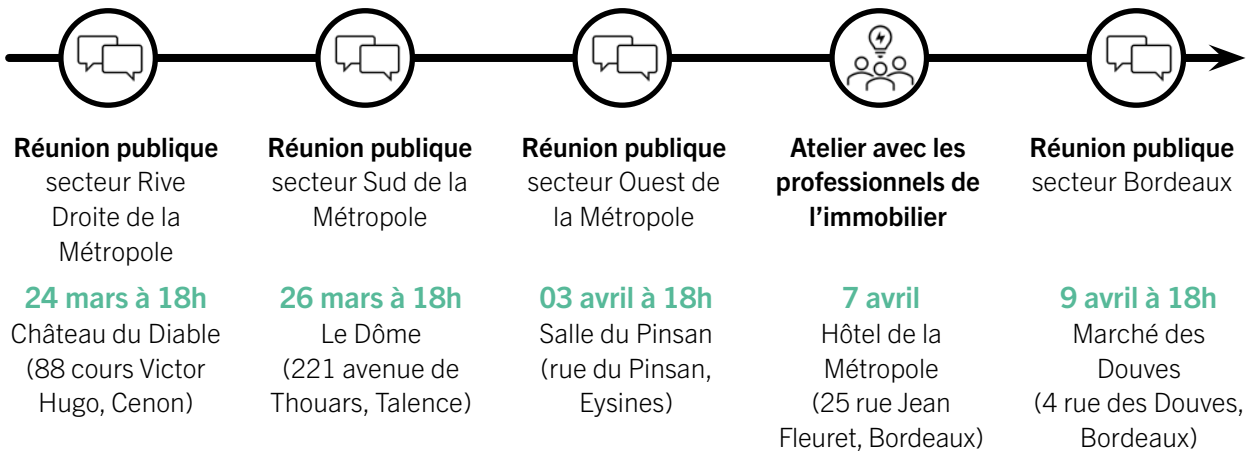 Réunion publique
secteur Rive
Droite de la
Métropole
24 mars à 18h
Château du Diable
(88 cours Victor
Hugo, Cenon)
Réunion publique
secteur Sud de la
Métropole
26 mars à 18h
Le Dôme
(221 avenue de
Thouars, Talence)
Réunion publique
secteur Ouest de
la Métropole
03 avril à 18h
Salle du Pinsan
(rue du Pinsan,
Eysines)
Atelier avec les
professionnels de
l’immobilier
7 avril
Hôtel de la
Métropole
(25 rue Jean
Fleuret, Bordeaux)
Réunion publique
secteur Bordeaux
9 avril à 18h
Marché des
Douves
(4 rue des Douves,
Bordeaux)